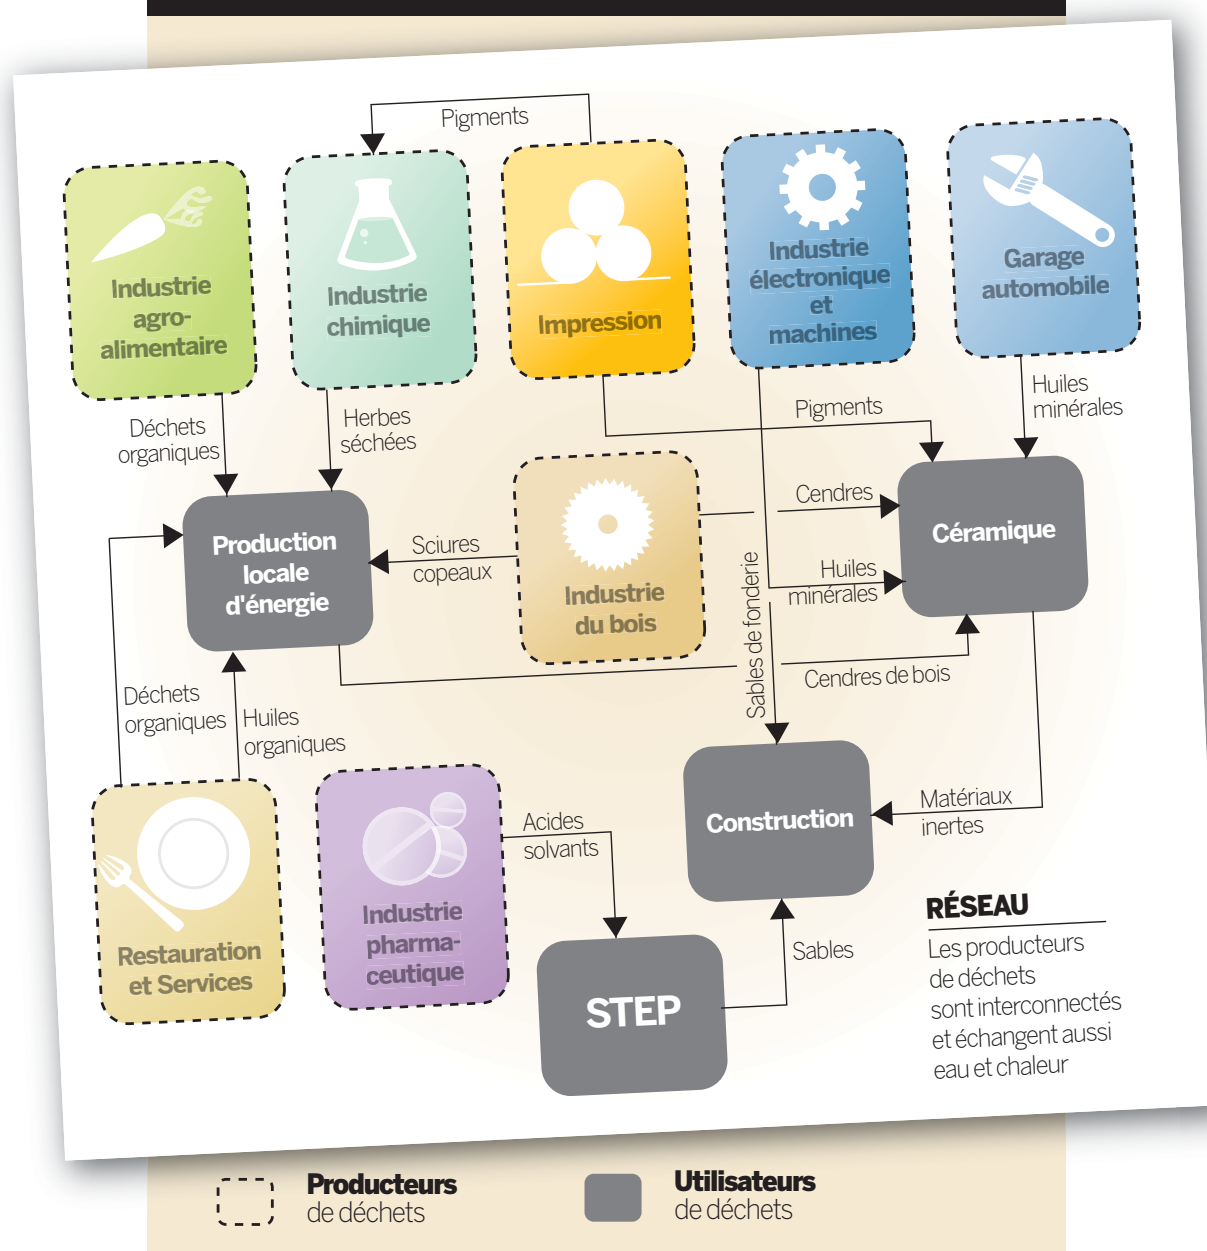 Pigments
Industrie
agro-
alimentaire
Industrie
chimique
Impression
Industrie
électronique
et
machines
Garage
automobile
Déchets
organiques
Herbes
séchées
Pigments
Huiles
minérales
Production
locale
d'énergie
Sciures
copeaux
Industrie
du bois
Cendres
Céramique
Huiles
minérales
Sables de fonderie
Cendres de bois
Déchets
organiques
Huiles
organiques
Restauration
et Services
Industrie
pharma-
ceutique
Acides
solvants
Construction
Matériaux
inertes
STEP
Sables
RÉSEAU
Les producteurs
de déchets
sont interconnectés
et échangent aussi
eau et chaleur
Producteurs
de déchets
Utilisateurs
de déchets